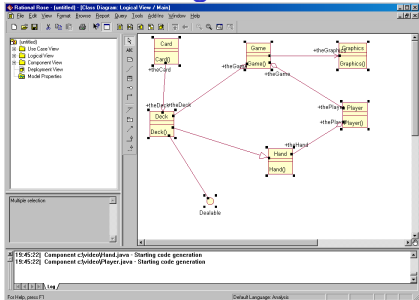 Rational Rose - (untitled) - [Class Diagram: Logical View / Main]
File Edit View Format Browse Report Query Tools Add-Ins Window Help
(untitled)
Use Case View
Logical View
Component View
Deployment View
Model Properties
ABC
Card
Card()
+theCard
Game
Game()
+theGame
+theGame
+theGraphics
Graphics
Graphics()
+theDeck
+theDeck
Deck
Deck()
+thePlayer
+thePlayer
Player
Player()
+theHand
Hand
Hand()
Dealable
Multiple selection
19:45:22| Component c:\video\Hand.java - Starting code generation
19:45:22| Component c:\video\Player.java - Starting code generation
Log
For Help, press F1
Default Language: Analysis